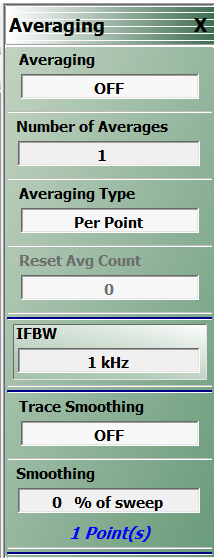 Averaging X
Averaging
OFF
Number of Averages
1
Averaging Type
Per Point
Reset Avg Count
0
IFBW
1 kHz
Trace Smoothing
OFF
Smoothing
0 % of sweep
1 Point(s)